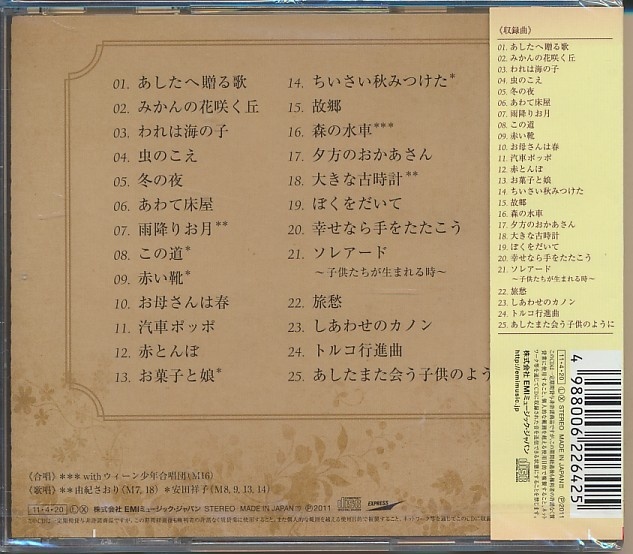 01. あしたへ贈る歌
02. みかんの花咲く丘
03. われは海の子
04. 虫のこえ
05. 冬の夜
06. あわて床屋
07. 雨降りお月**
08. この道*
09. 赤い靴*
10. お母さんは春
11. 汽車ポッポ
12. 赤とんぼ
13. お菓子と娘*
14. ちいさい秋みつけた*
15. 故郷
16. 森の水車***
17. 夕方のおかあさん
18. 大きな古時計**
19. ぼくをだいて
20. 幸せなら手をたたこう
21. ソレアード
〜子供たちが生まれる時〜
22. 旅愁
23. しあわせのカノン
24. トルコ行進曲
25. あしたまた会う子供のよう
《合唱》 *** withウィーン少年合唱団(M16)
《歌唱》 **由紀さおり(M7, 18) *安田祥子(M8, 9, 13, 14)
11・4・20 Ⓛ Ⓧ 株式会社EMIミュージック・ジャパン STEREO MADE IN JAPAN Ⓟ2011
EXPRESS
《収録曲》
01. あしたへ贈る歌
02. みかんの花咲く丘
03. われは海の子
04. 虫のこえ
05. 冬の夜
06. あわて床屋
07. 雨降りお月
08. この道
09. 赤い靴
10. お母さんは春
11. 汽車ポッポ
12. 赤とんぼ
13. お菓子と娘
14. ちいさい秋みつけた
15. 故郷
16. 森の水車
17. 夕方のおかあさん
18. 大きな古時計
19. ぼくをだいて
20. 幸せなら手をたたこう
21. ソレアード
〜子供たちが生まれる時〜
22. 旅愁
23. しあわせのカノン
24. トルコ行進曲
25. あしたまた会う子供のように
11・4・20 Ⓛ Ⓧ STEREO MADE IN JAPAN Ⓟ2011
株式会社EMIミュージック・ジャパン
http://emimusic.jp
4 988006 226425